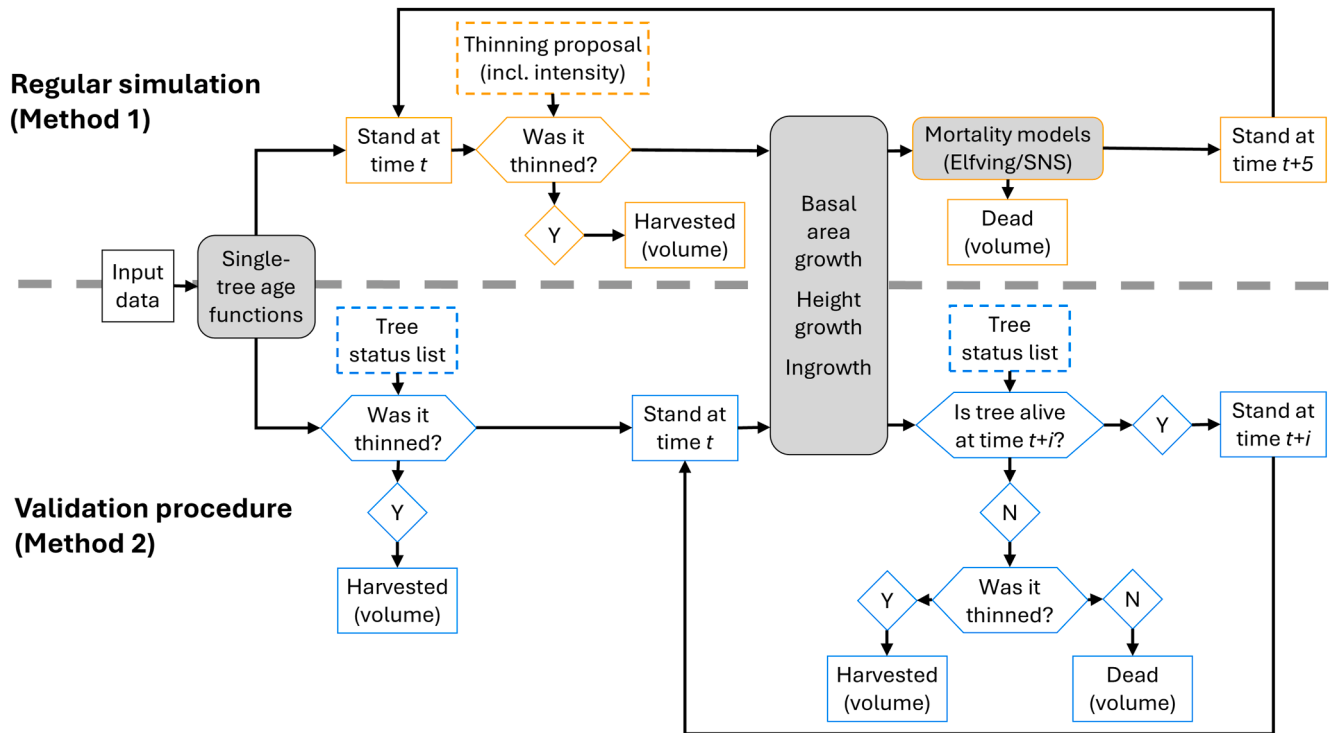 Regular simulation
(Method 1)
Thinning proposal
(incl. intensity)
Stand at
time t
Was it
thinned?
Y
Harvested
(volume)
Mortality models
(Elfving/SNS)
Dead
(volume)
Stand at
time t+5
Input
data
Single-
tree age
functions
Basal
area
growth
Height
growth
Ingrowth
Validation procedure
(Method 2)
Tree
status list
Was it
thinned?
Y
Harvested
(volume)
Stand at
time t
Tree
status list
Is tree alive
at time t+i?
Y
Stand at
time t+i
N
Was it
thinned?
Y
N
Harvested
(volume)
Dead
(volume)